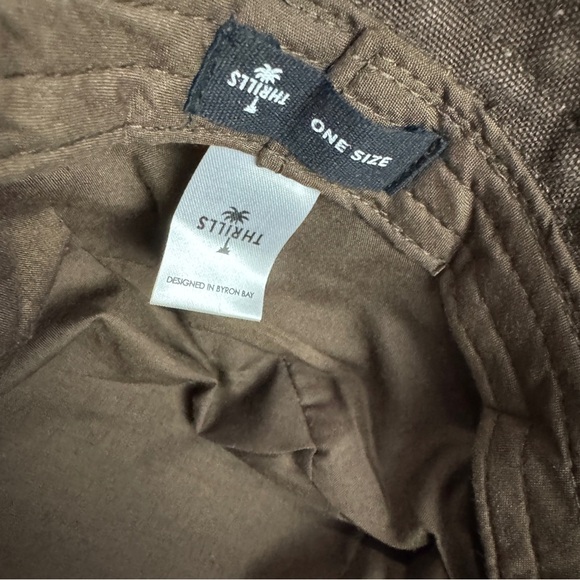 THRILLS
ONE SIZE
THRILLS
DESIGNED IN BYRON BAY